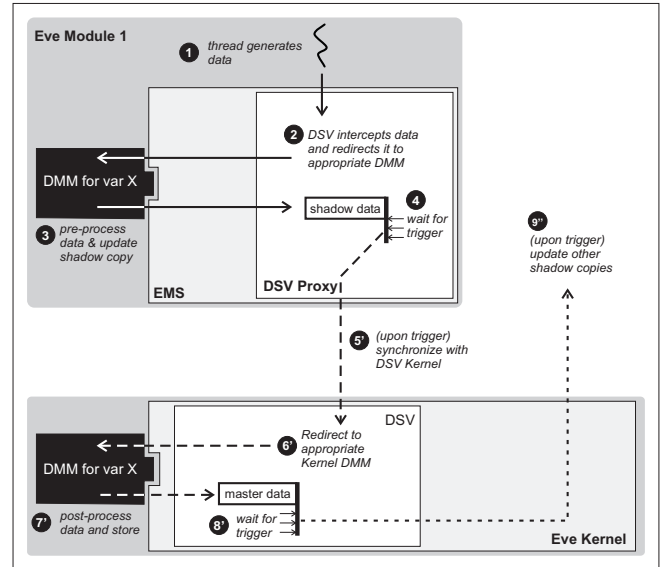 Eve Module 1
1 thread generates
data
2 DSV intercepts data
and redirects it to
appropriate DMM
DMM for var X
3 pre-process
data & update
shadow copy
shadow data
4
wait for
trigger
DSV Proxy
EMS
9"
(upon trigger)
update other
shadow copies
5' (upon trigger)
synchronize with
DSV Kernel
DSV
6' Redirect to
appropriate
Kernel DMM
DMM for var X
7' post-process
data and store
master data
8' wait for
trigger
Eve Kernel